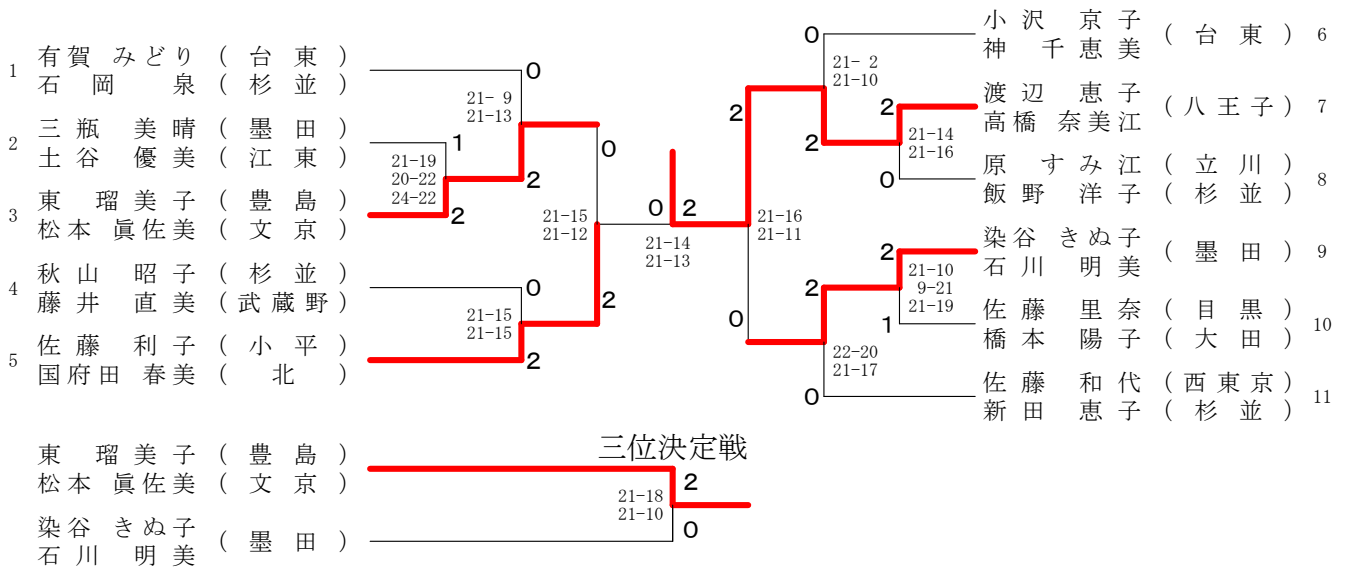 1 有賀 みどり ( 台 東 )
石岡 泉 ( 杉 並 )
0
21- 9
21-13
2 三瓶 美晴 ( 墨 田 )
土谷 優美 ( 江 東 )
1
21-19
20-22
24-22
2
3 東 瑠美子 ( 豊 島 )
松本 眞佐美 ( 文 京 )
2
0
21-15
21-12
4 秋山 昭子 ( 杉 並 )
藤井 直美 ( 武蔵野 )
0
21-15
21-15
2
5 佐藤 利子 ( 小 平 )
国府田 春美 ( 北 )
2
0 2
21-14
21-13
小沢 京子
神 千恵美
( 台 東 ) 6
0
21- 2
21-10
2
渡辺 恵子
高橋 奈美江
(八王子) 7
2
21-14
21-16
2
原 すみ江 ( 立 川 )
飯野 洋子 ( 杉 並 )
8
0
21-16
21-11
染谷 きぬ子
石川 明美
( 墨 田 ) 9
2
21-10
9-21
21-19
2
佐藤 里奈 ( 目 黒 )
橋本 陽子 ( 大 田 )
10
1
0
22-20
21-17
佐藤 和代 (西東京)
新田 恵子 ( 杉 並 )
11
0
三位決定戦
東 瑠美子 ( 豊 島 )
松本 眞佐美 ( 文 京 )
2
21-18
21-10
染谷 きぬ子
石川 明美
( 墨 田 )
0